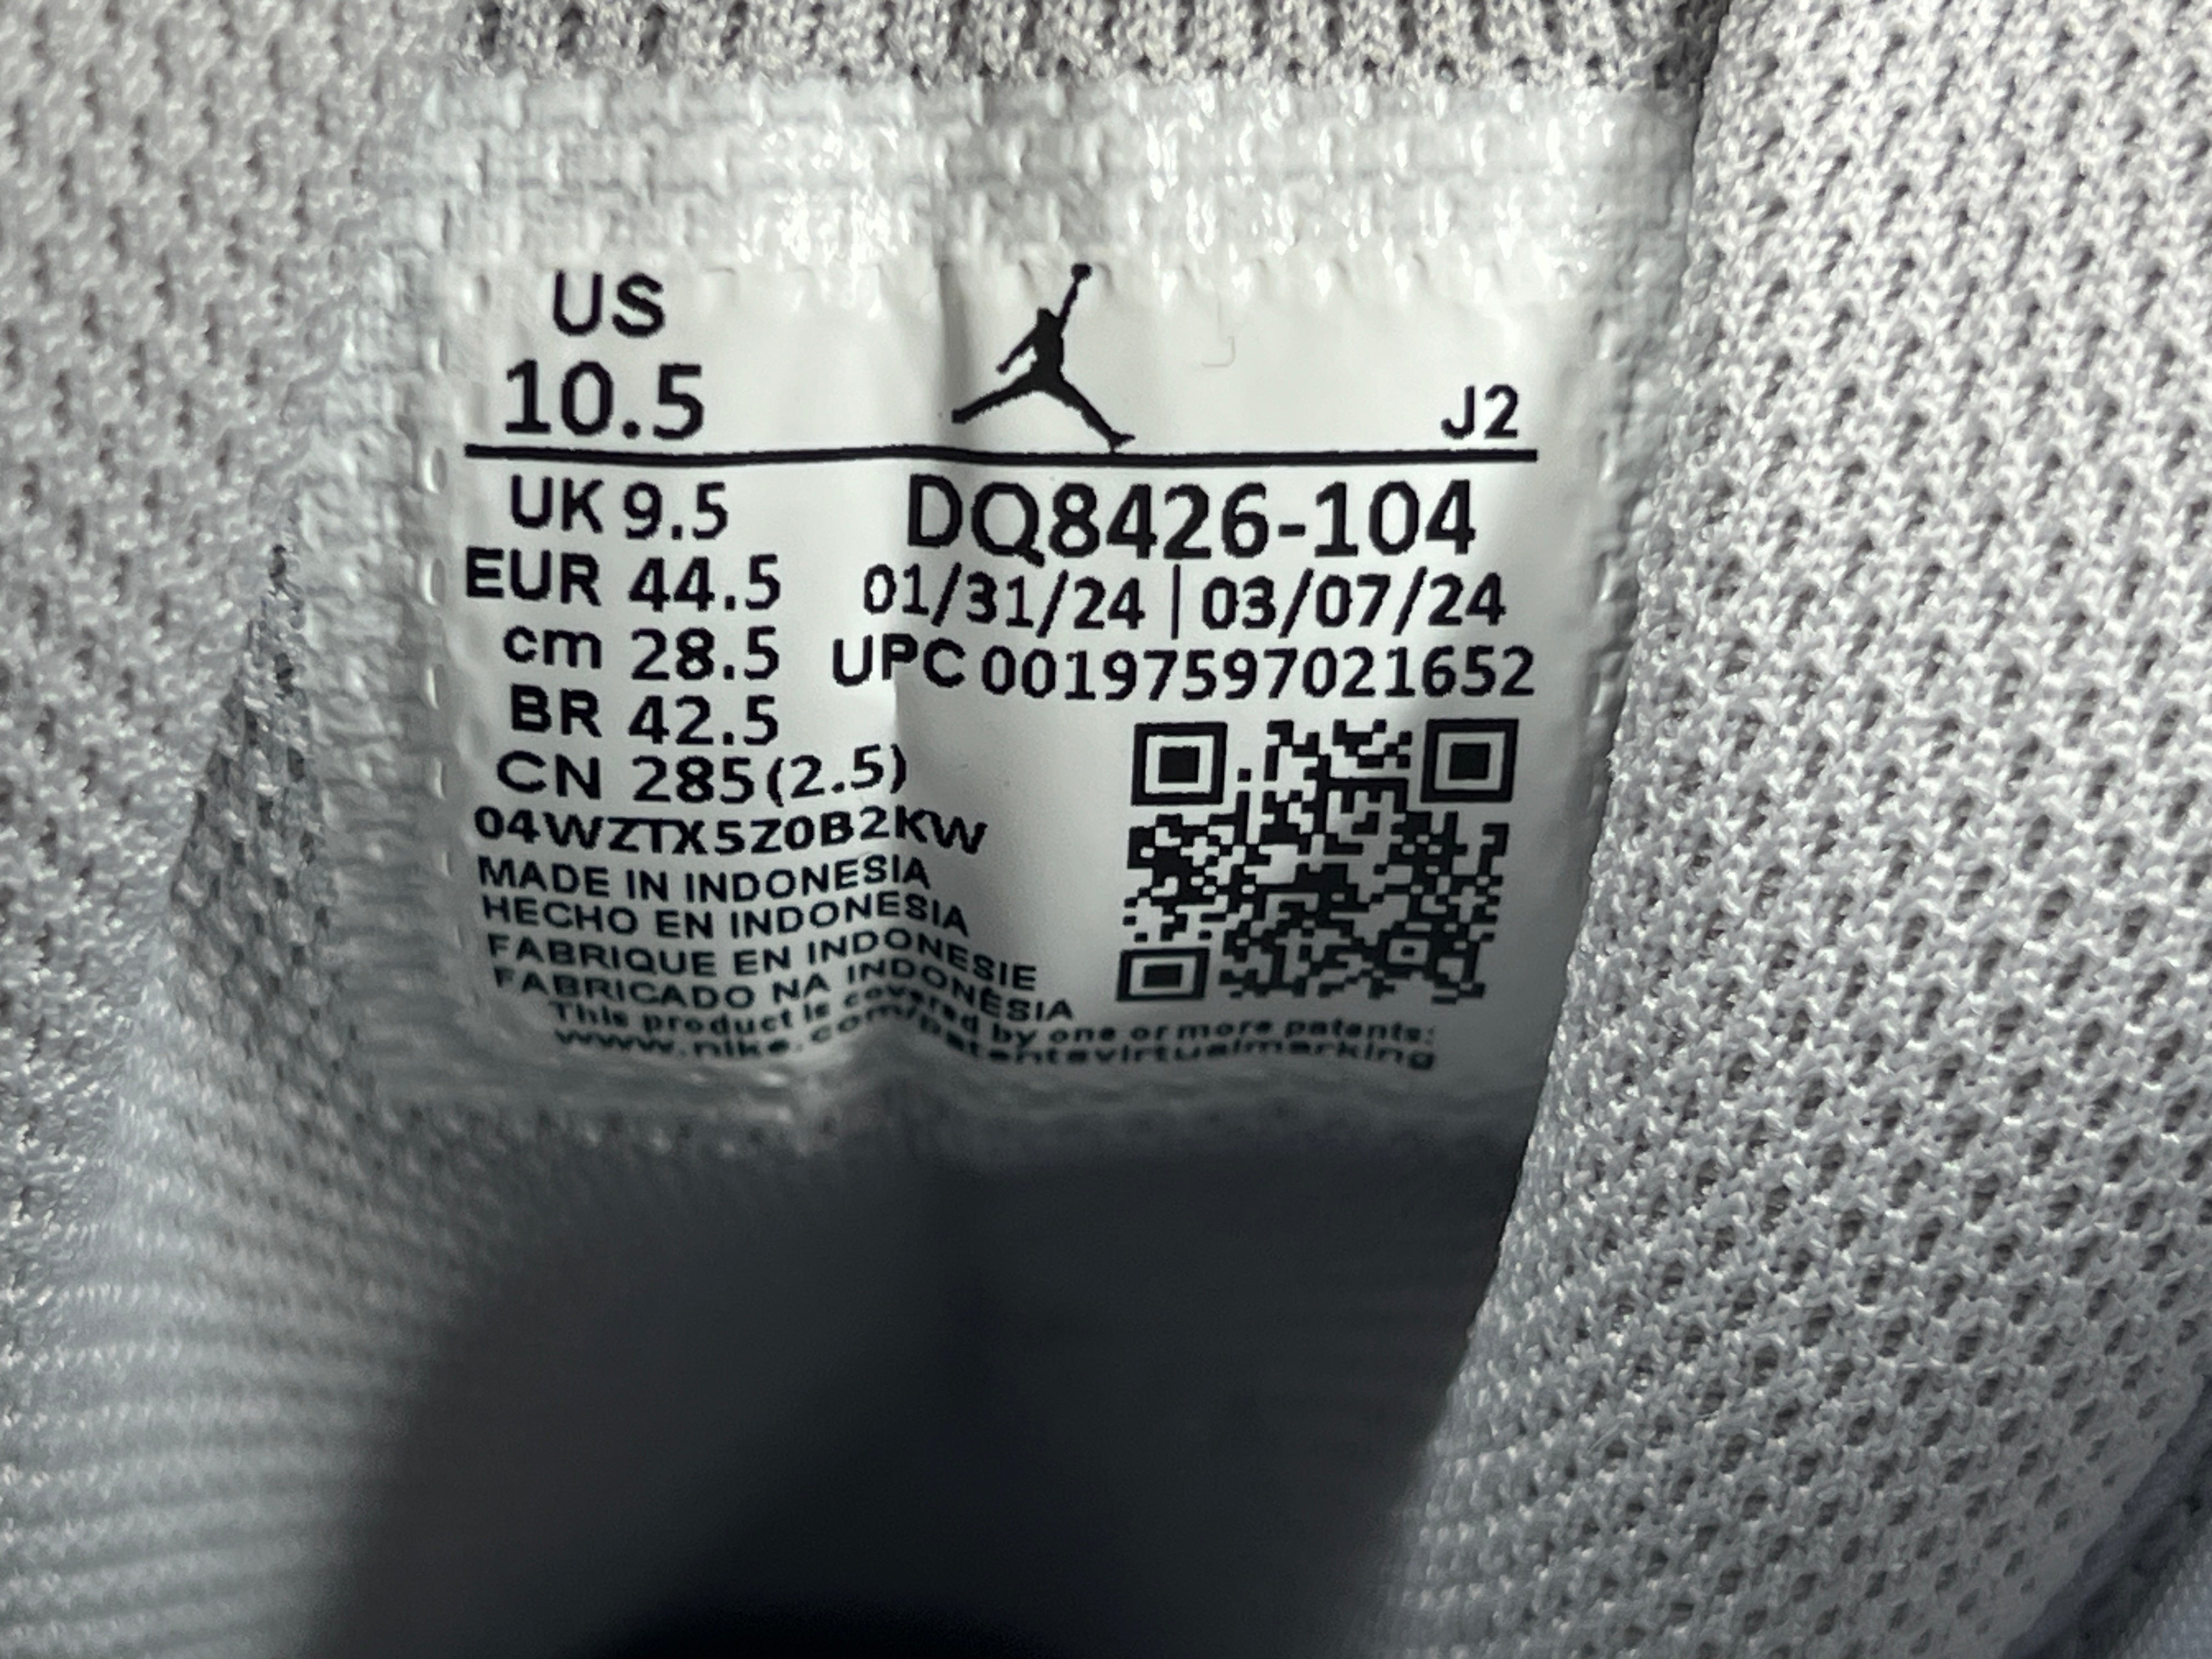 US
10.5
J2
UK 9.5
DQ8426-104
EUR 44.5
01/31/24 | 03/07/24
cm 28.5
UPC 00197597021652
BR 42.5
CN 285(2.5)
04WZTX5Z0B2KW
MADE IN INDONESIA
HECHO EN INDONESIA
FABRIQUE EN INDONESIE
FABRICADO NA INDONÉSIA
This product is covered by one or more patents:
www.nike.com/patentsvirtualmarking